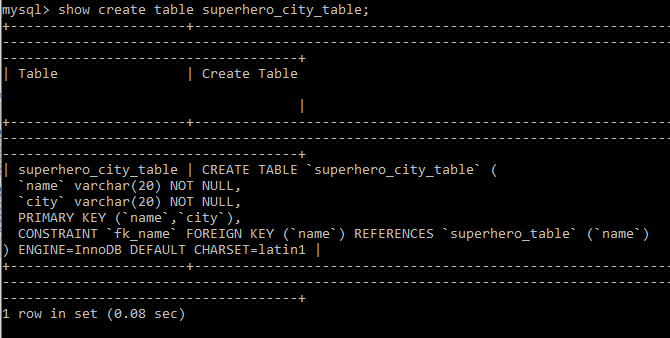 mysql> show create table superhero_city_table;
+----------------------+------------------------------------------------------------
------------------------------------------------------------------------------------
-------------------------------------+
| Table                | Create Table
                                     |
+----------------------+------------------------------------------------------------
------------------------------------------------------------------------------------
-------------------------------------+
| superhero_city_table | CREATE TABLE `superhero_city_table` (
  `name` varchar(20) NOT NULL,
  `city` varchar(20) NOT NULL,
  PRIMARY KEY (`name`,`city`),
  CONSTRAINT `fk_name` FOREIGN KEY (`name`) REFERENCES `superhero_table` (`name`)
) ENGINE=InnoDB DEFAULT CHARSET=latin1 |
+----------------------+------------------------------------------------------------
------------------------------------------------------------------------------------
-------------------------------------+
1 row in set (0.08 sec)